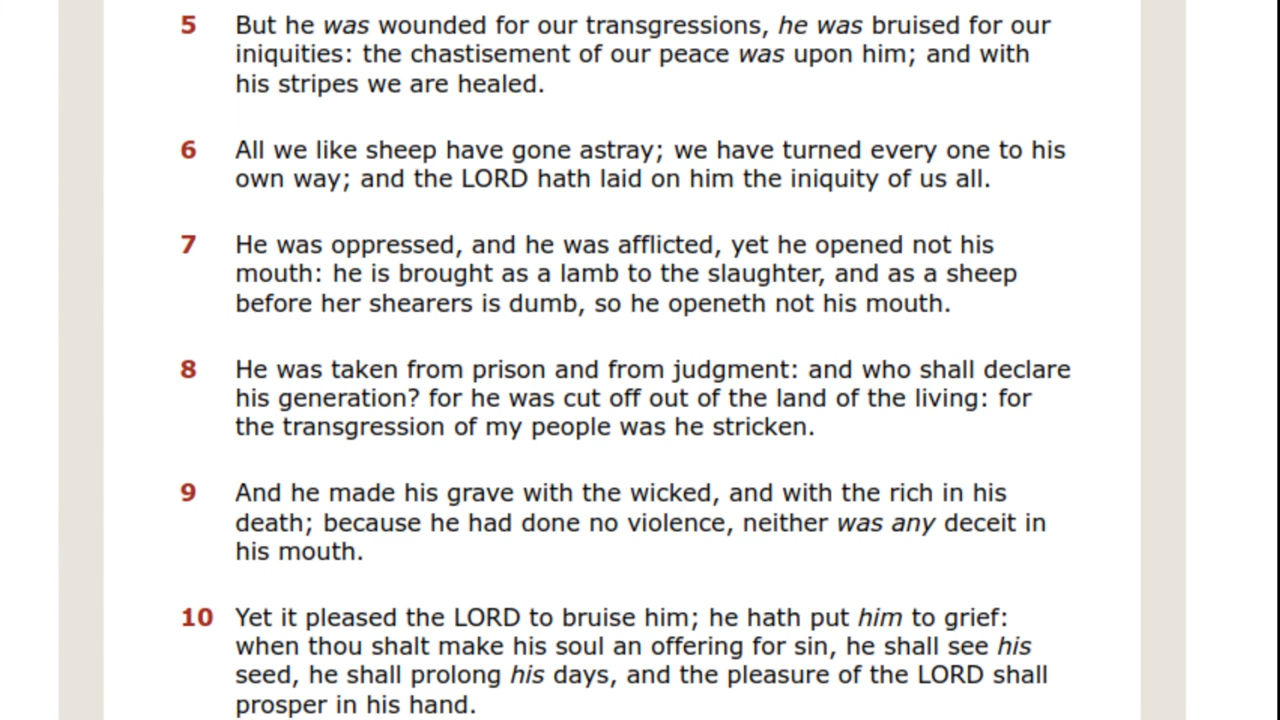 5 But he was wounded for our transgressions, he was bruised for our
iniquities: the chastisement of our peace was upon him; and with
his stripes we are healed.
6 All we like sheep have gone astray; we have turned every one to his
own way; and the LORD hath laid on him the iniquity of us all.
7 He was oppressed, and he was afflicted, yet he opened not his
mouth: he is brought as a lamb to the slaughter, and as a sheep
before her shearers is dumb, so he openeth not his mouth.
8 He was taken from prison and from judgment: and who shall declare
his generation? for he was cut off out of the land of the living: for
the transgression of my people was he stricken.
9 And he made his grave with the wicked, and with the rich in his
death; because he had done no violence, neither was any deceit in
his mouth.
10 Yet it pleased the LORD to bruise him; he hath put him to grief:
when thou shalt make his soul an offering for sin, he shall see his
seed, he shall prolong his days, and the pleasure of the LORD shall
prosper in his hand.